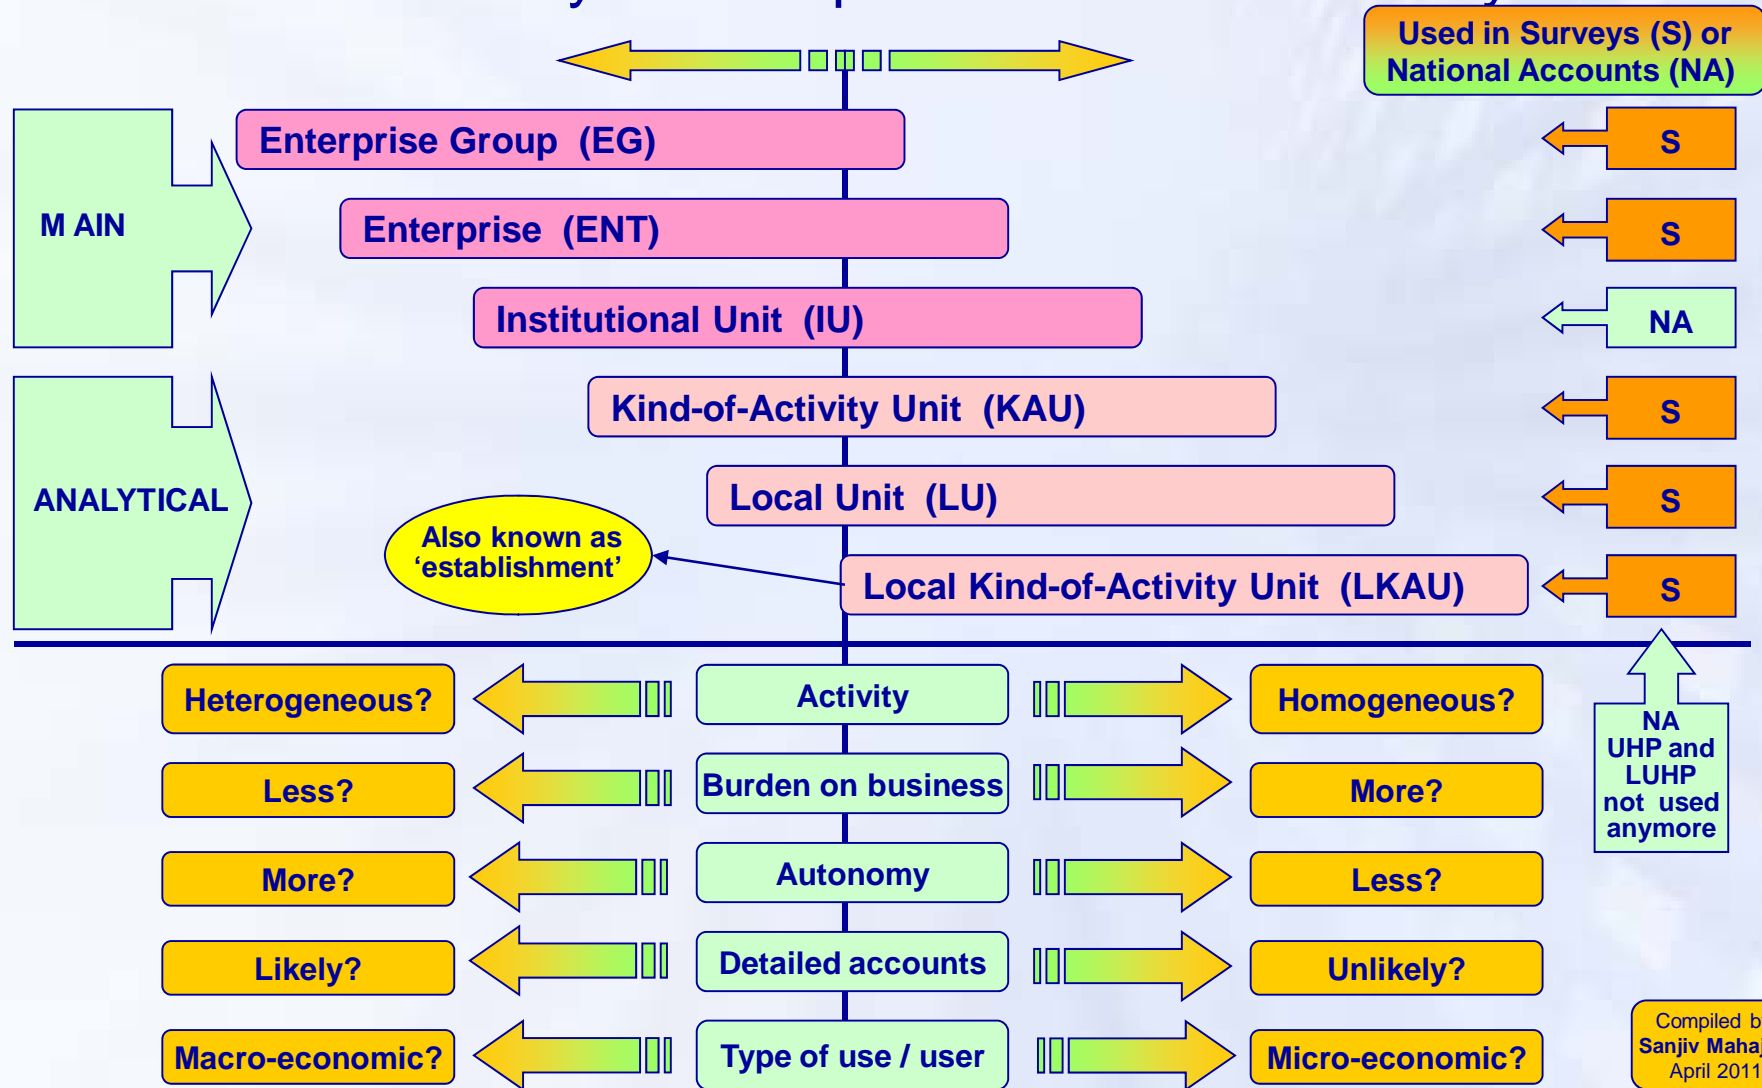 Used in Surveys (S) or
National Accounts (NA)
M AIN
Enterprise Group (EG)
S
Enterprise (ENT)
S
Institutional Unit (IU)
NA
ANALYTICAL
Kind-of-Activity Unit (KAU)
S
Local Unit (LU)
S
Also known as
‘establishment’
Local Kind-of-Activity Unit (LKAU)
S
Heterogeneous?
Activity
Homogeneous?
NA
UHP and
LUHP
not used
anymore
Less?
Burden on business
More?
More?
Autonomy
Less?
Likely?
Detailed accounts
Unlikely?
Macro-economic?
Type of use / user
Micro-economic?
Compiled
Sanjiv
April 2011